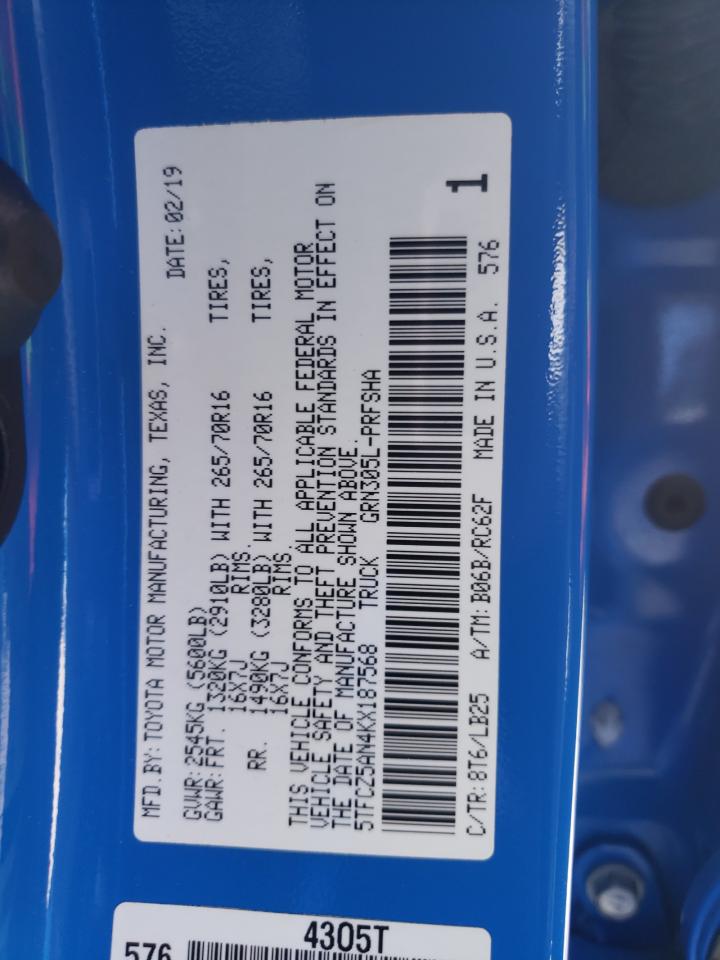 MFD.BY:TOYOTA MOTOR MANUFACTURING, TEXAS, INC.
DATE:02/19
GVWR:2545KG (5600LB)
GAWR:FRT. 1320KG (2910LB) WITH 265/70R16 TIRES,
16X7J RIMS.
RR. 1490KG (3280LB) WITH 265/70R16 TIRES,
16X7J RIMS.
THIS VEHICLE CONFORMS TO ALL APPLICABLE FEDERAL MOTOR
VEHICLE SAFETY AND THEFT PREVENTION STANDARDS IN EFFECT ON
THE DATE OF MANUFACTURE SHOWN ABOVE.
5TFCZ5AN4KX187568 TRUCK GRN305L-PRFSHA
1
C/TR:8T6/LB25 A/TM:B06B/RC62F MADE IN U.S.A. 576
4305T
576